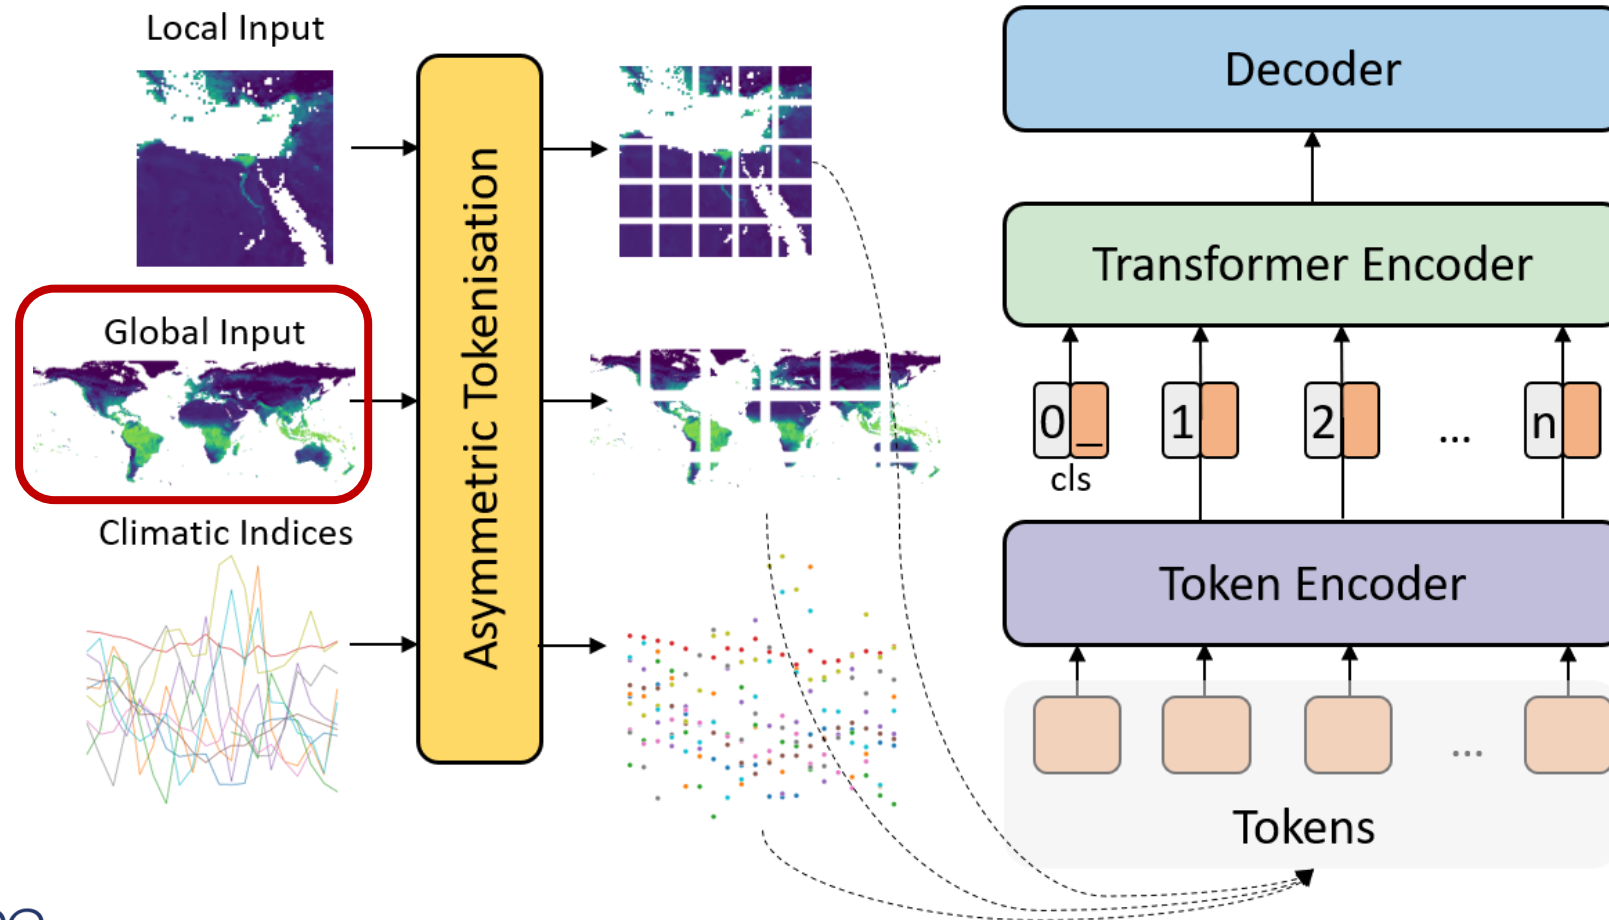 Local Input
Global Input
Climatic Indices
Asymmetric Tokenisation
Decoder
Transformer Encoder
0 _ 1 2 ... n
cls
Token Encoder
...
Tokens